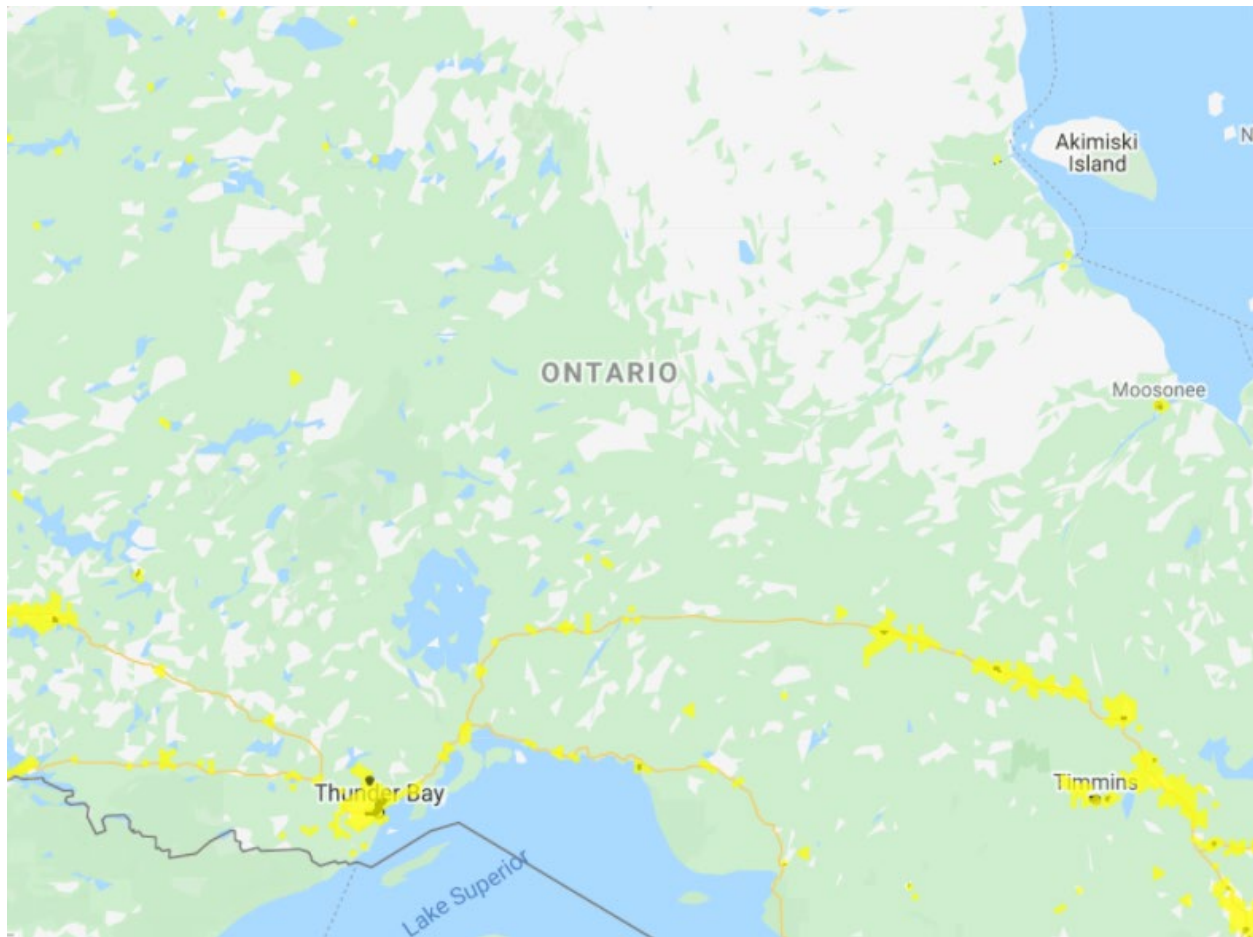 Akimiski
Island
N
ONTARIO
Moosonee
Timmins
Thunder Bay
Lake Superior